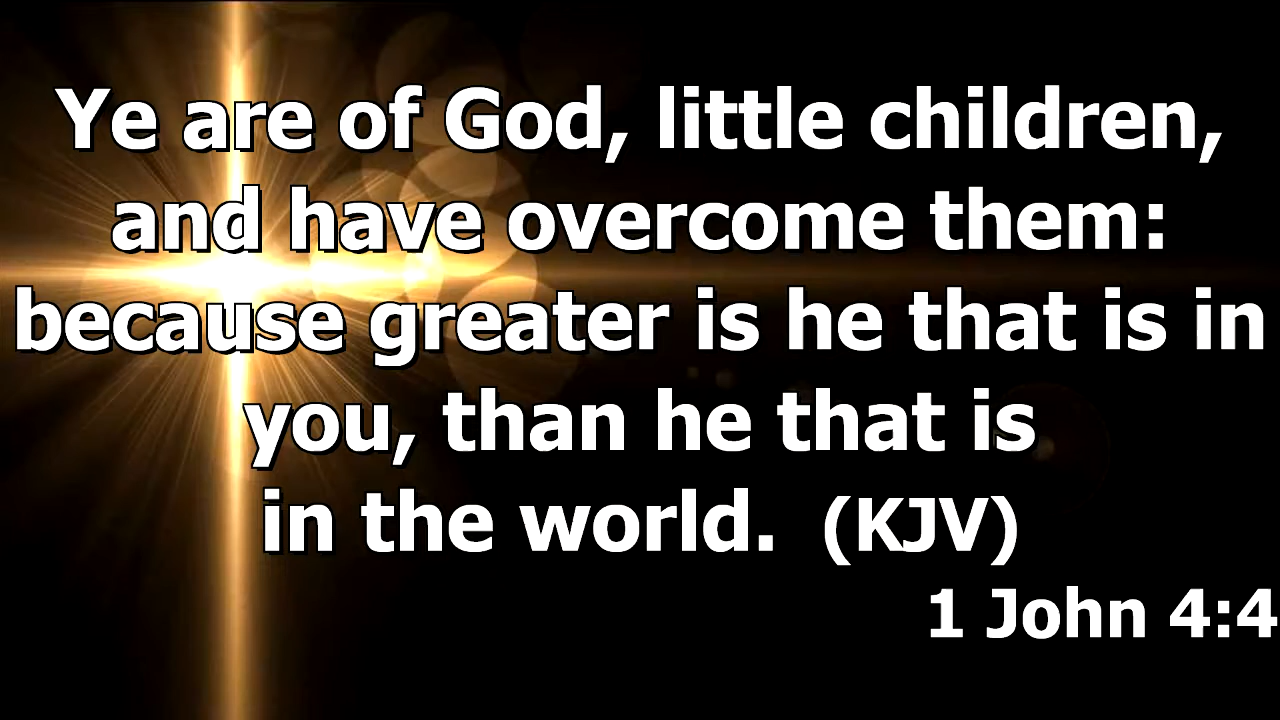 Ye are of God, little children,
and have overcome them:
because greater is he that is in
you, than he that is
in the world. (KJV)
1 John 4:4